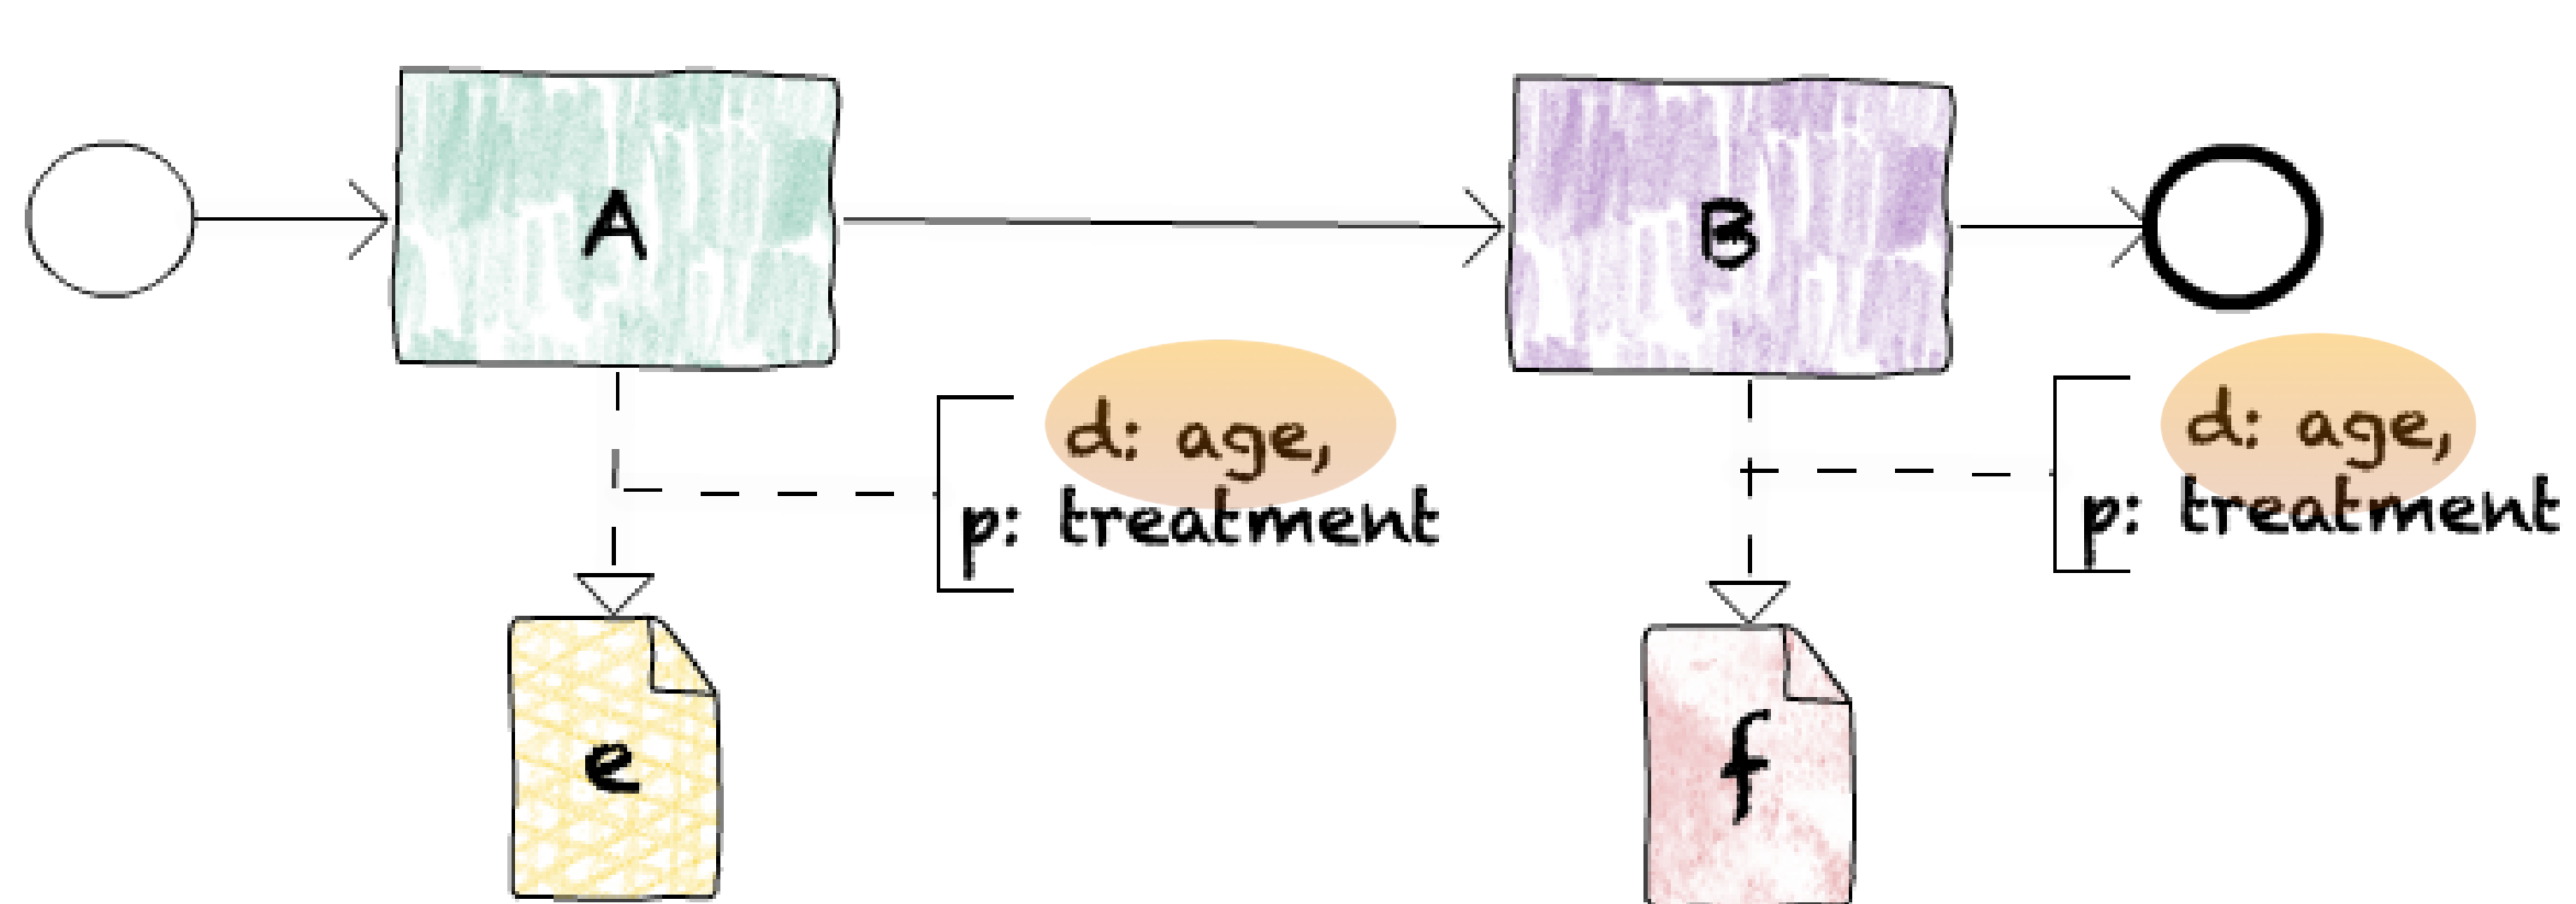 A
B
d: age,
p: treatment
d: age,
p: treatment
e
f